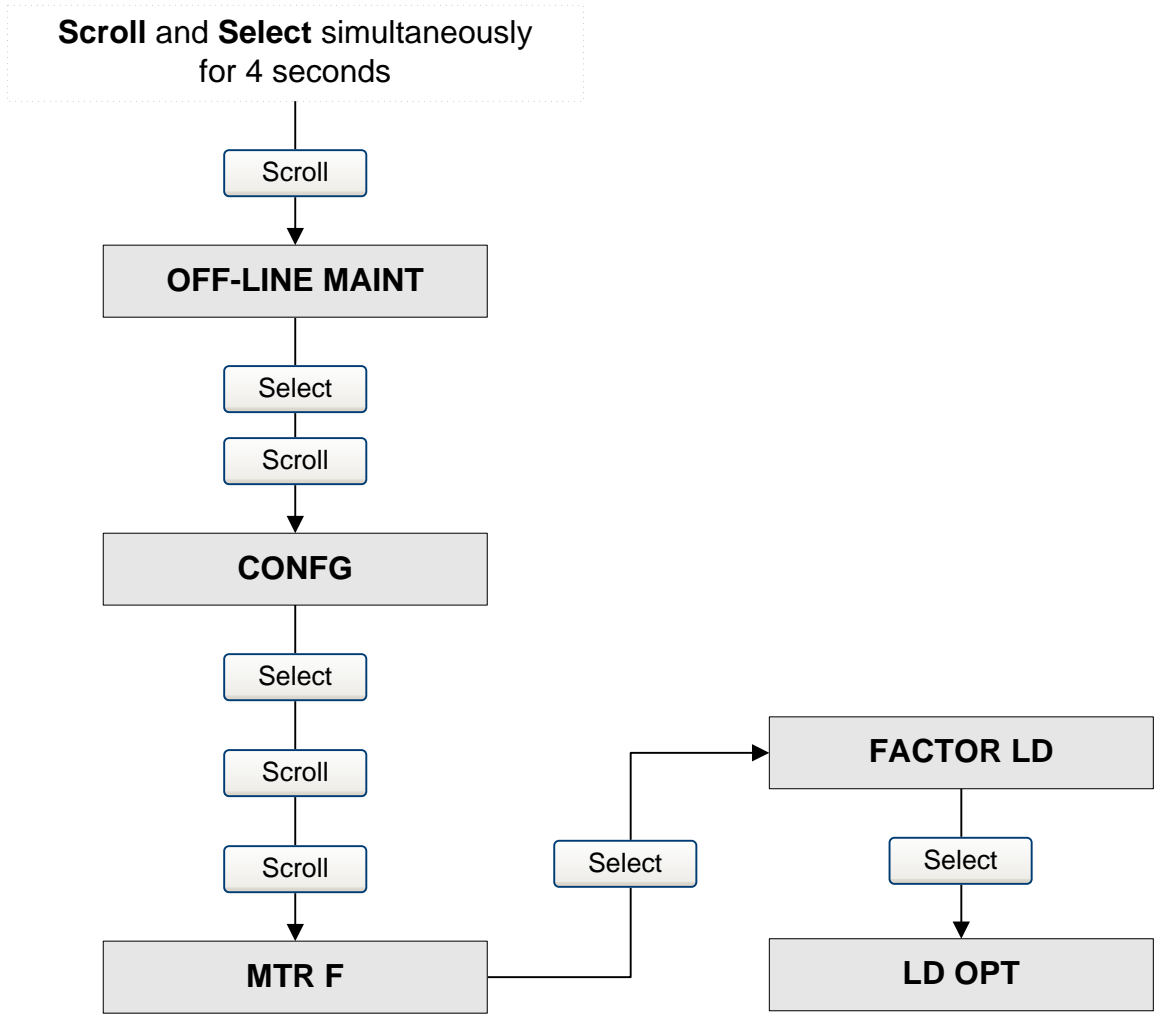 Scroll and Select simultaneously
for 4 seconds
Scroll
OFF-LINE MAINT
Select
Scroll
CONFG
Select
Scroll
Scroll
MTR F
Select
FACTOR LD
Select
LD OPT